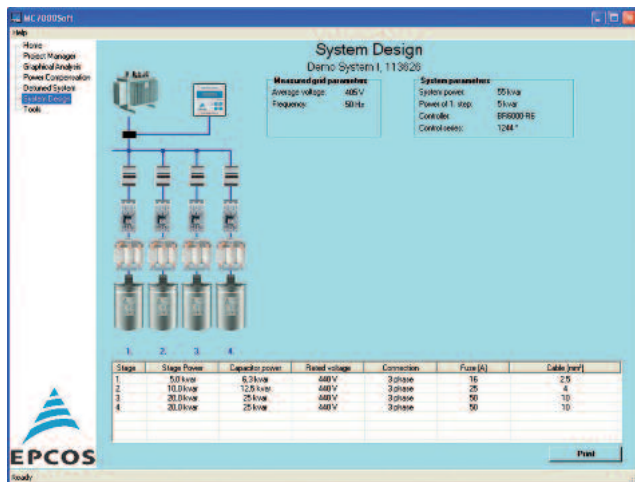 MC7000Soft
Help
Home
Project Manager
Graphical Analysis
Power Compensation
Detuned System
System Design
Tools
System Design
Demo System I, 113626
Measured grid parameters
Average voltage: 405 V
Frequency: 50 Hz
System parameters
System power: 55 kvar
Power of 1. step: 5 kvar
Controller: BR6000-R6
Control series: 1244 *
1. 2. 3. 4.
Stage Stage Power Capacitor power Rated voltage Connection Fuse [A] Cable [mm²]
1. 5,0 kvar 6,3 kvar 440 V 3 phase 16 2.5
2. 10,0 kvar 12,5 kvar 440 V 3 phase 25 4
3. 20,0 kvar 25 kvar 440 V 3 phase 50 10
4. 20,0 kvar 25 kvar 440 V 3 phase 50 10
EPCOS
Print
Ready